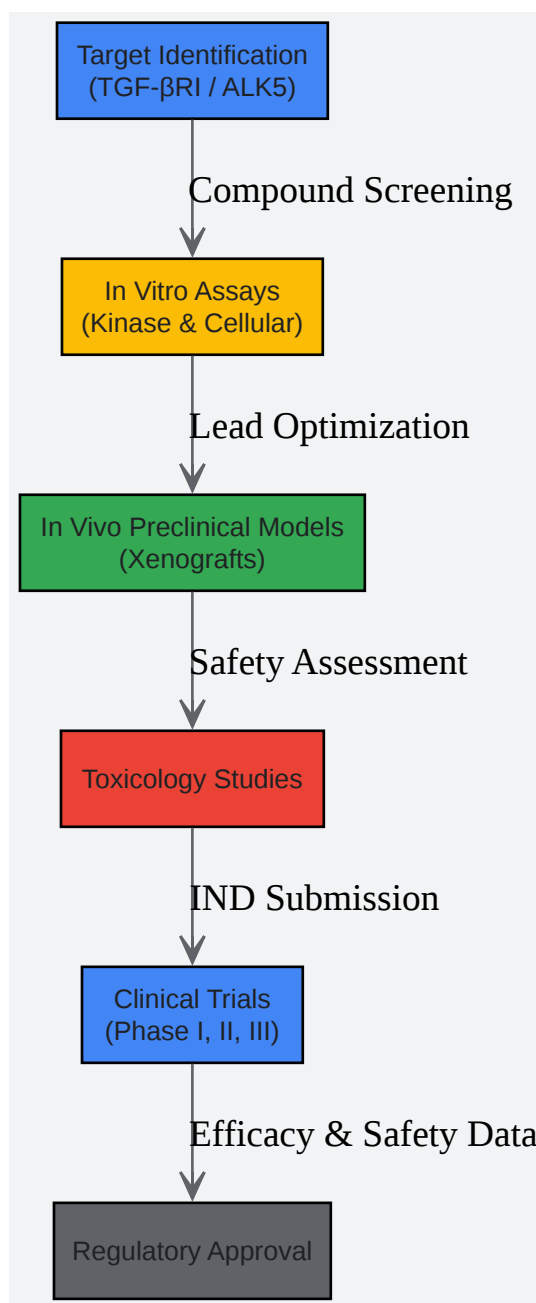 Target Identification
(TGF-βRI / ALK5)
Compound Screening
In Vitro Assays
(Kinase & Cellular)
Lead Optimization
In Vivo Preclinical Models
(Xenografts)
Safety Assessment
Toxicology Studies
IND Submission
Clinical Trials
(Phase I, II, III)
Efficacy & Safety Data
Regulatory Approval